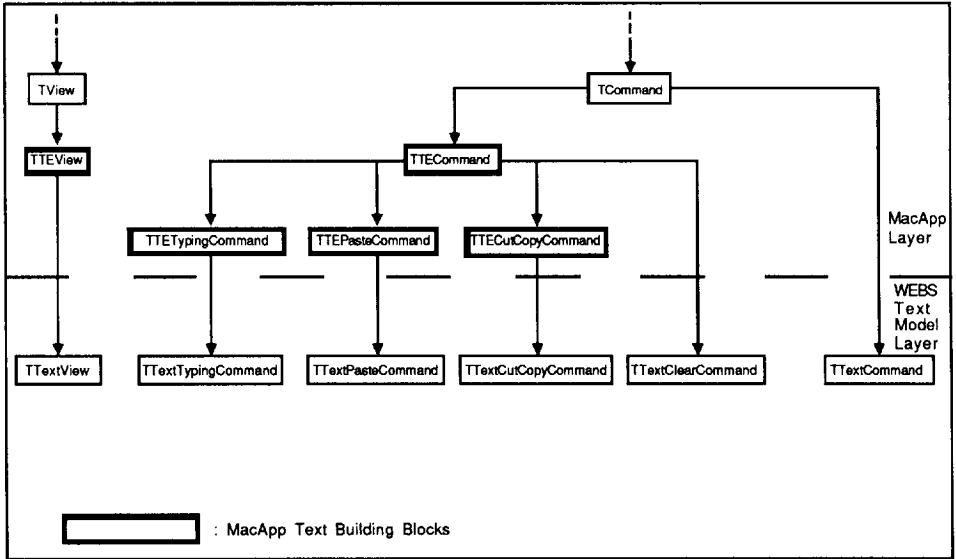 TView
TCommand
TTEView
TTECommand
TTETypingCommand
TTEPasteCommand
TTECutCopyCommand
MacApp
Layer
WEBS
Text
Model
Layer
TTextView
TTextTypingCommand
TTextPasteCommand
TTextCutCopyCommand
TTextClearCommand
TTextCommand
: MacApp Text Building Blocks